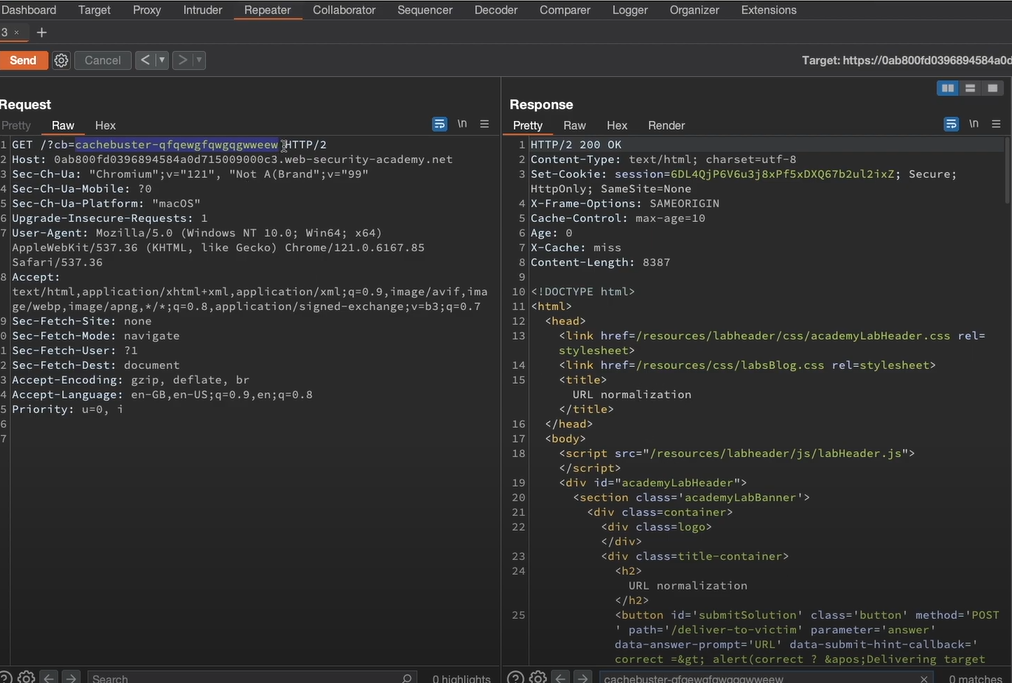 Dashboard Target Proxy Intruder Repeater Collaborator Sequencer Decoder Comparer Logger Organizer Extensions
3 × +
Send Cancel < ▾ > ▾ Target: https://0ab800fd0396894584a0d
Request
Pretty Raw Hex \n ≡
1 GET /?cb=cachebuster-qfqewgfqwgqgwweew HTTP/2
2 Host: 0ab800fd0396894584a0d715009000c3.web-security-academy.net
3 Sec-Ch-Ua: "Chromium";v="121", "Not A(Brand";v="99"
4 Sec-Ch-Ua-Mobile: ?0
5 Sec-Ch-Ua-Platform: "macOS"
6 Upgrade-Insecure-Requests: 1
7 User-Agent: Mozilla/5.0 (Windows NT 10.0; Win64; x64)
AppleWebKit/537.36 (KHTML, like Gecko) Chrome/121.0.6167.85
Safari/537.36
8 Accept:
text/html,application/xhtml+xml,application/xml;q=0.9,image/avif,ima
ge/webp,image/apng,*/*;q=0.8,application/signed-exchange;v=b3;q=0.7
9 Sec-Fetch-Site: none
0 Sec-Fetch-Mode: navigate
1 Sec-Fetch-User: ?1
2 Sec-Fetch-Dest: document
3 Accept-Encoding: gzip, deflate, br
4 Accept-Language: en-GB,en-US;q=0.9,en;q=0.8
5 Priority: u=0, i
6
7
Search 0 highlights
Response
Pretty Raw Hex Render \n ≡
1 HTTP/2 200 OK
2 Content-Type: text/html; charset=utf-8
3 Set-Cookie: session=6DL4QjP6V6u3j8xPf5xDXQ67b2ul2ixZ; Secure;
HttpOnly; SameSite=None
4 X-Frame-Options: SAMEORIGIN
5 Cache-Control: max-age=10
6 Age: 0
7 X-Cache: miss
8 Content-Length: 8387
9
10 <!DOCTYPE html>
11 <html>
12 <head>
13 <link href=/resources/labheader/css/academyLabHeader.css rel=
stylesheet>
14 <link href=/resources/css/labsBlog.css rel=stylesheet>
15 <title>
URL normalization
</title>
16 </head>
17 <body>
18 <script src="/resources/labheader/js/labHeader.js">
</script>
19 <div id="academyLabHeader">
20 <section class='academyLabBanner'>
21 <div class=container>
22 <div class=logo>
</div>
23 <div class=title-container>
24 <h2>
URL normalization
</h2>
25 <button id='submitSolution' class='button' method='POST
' path='/deliver-to-victim' parameter='answer'
data-answer-prompt='URL' data-submit-hint-callback='
correct =&gt; alert(correct ? &apos;Delivering target
cachebuster-qfqewgfqwgqgwweew × 0 matches